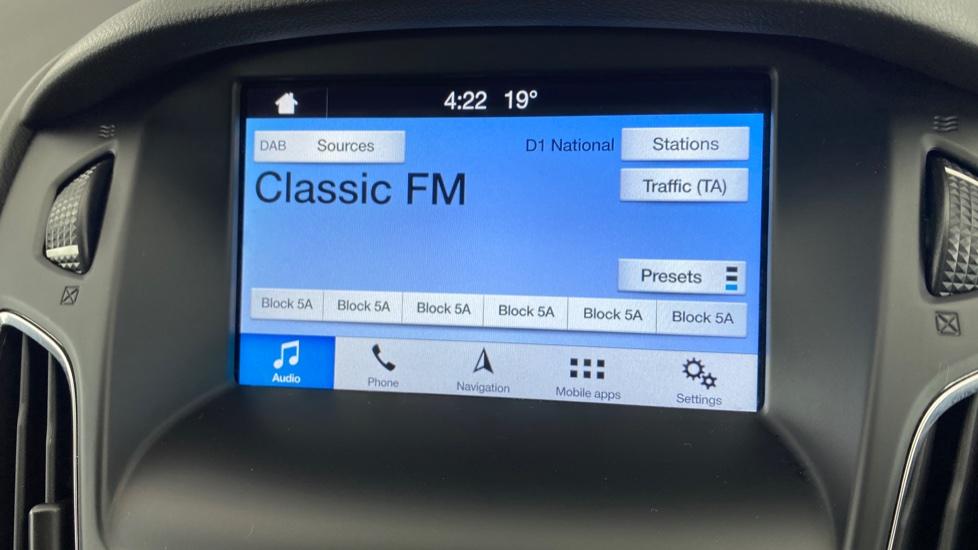 4:22 19°
DAB Sources
D1 National
Stations
Classic FM
Traffic (TA)
Presets
Block 5A Block 5A Block 5A Block 5A Block 5A Block 5A
Audio Phone Navigation Mobile apps Settings